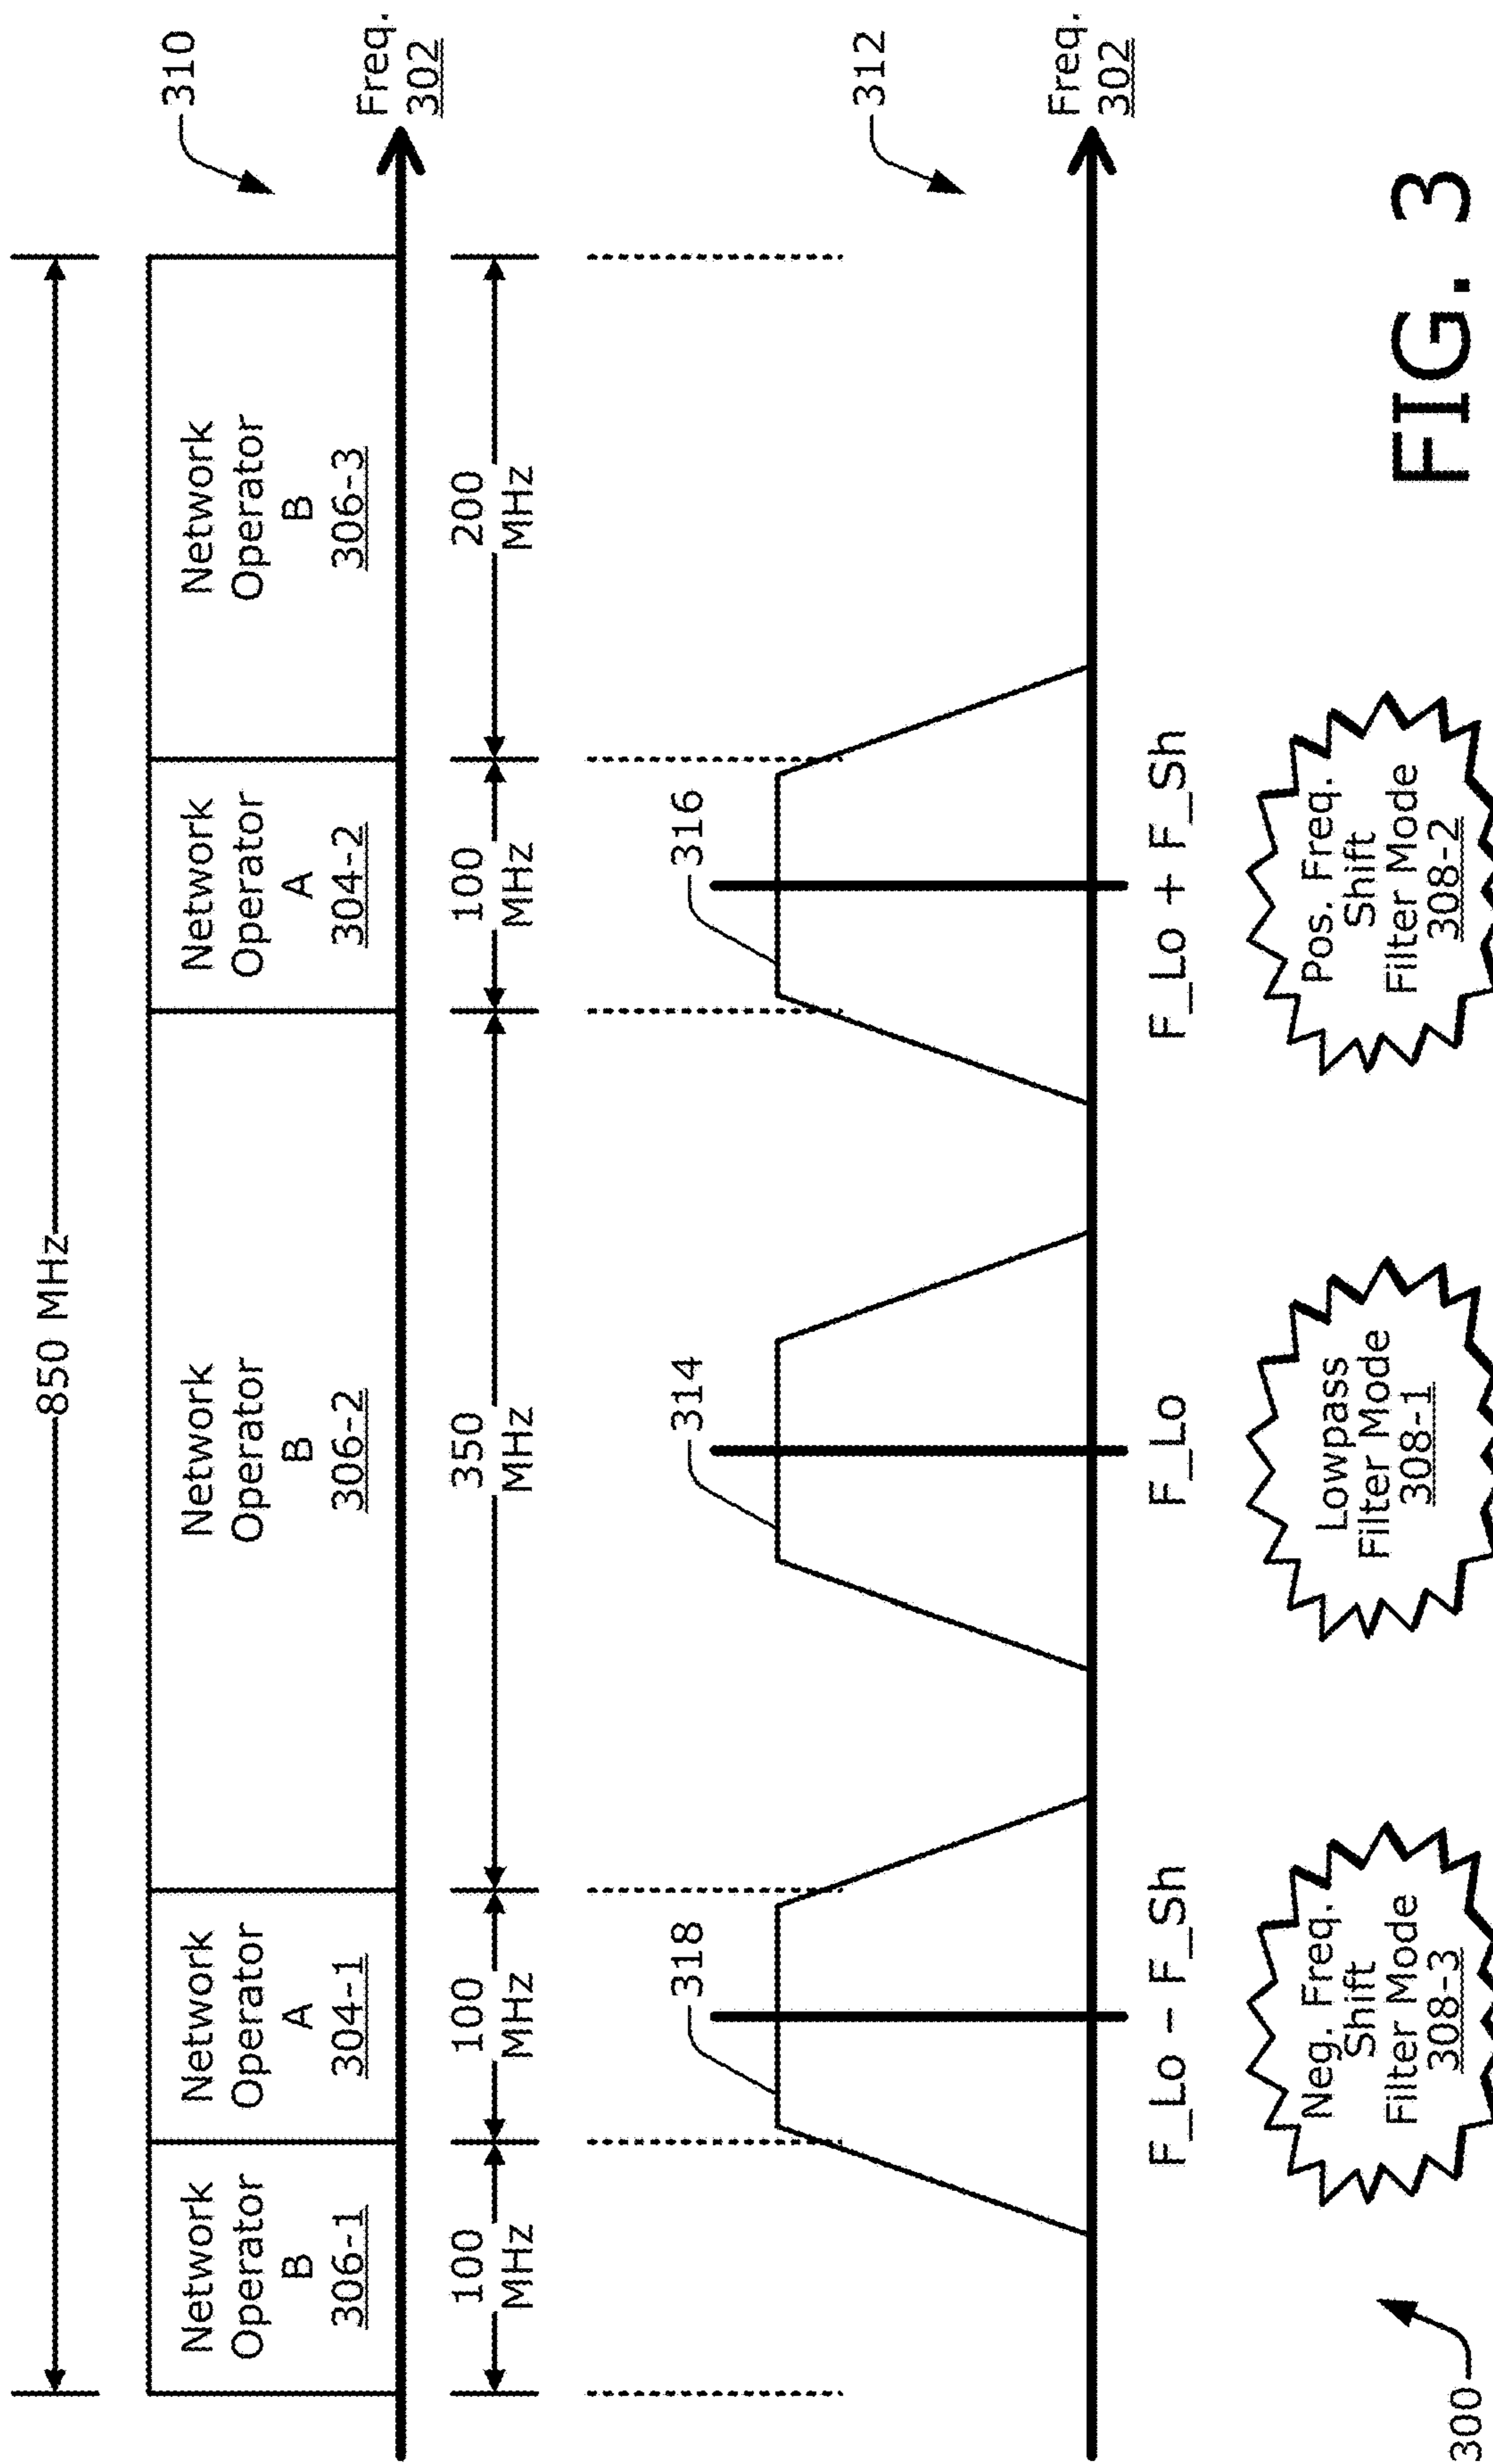 850 MHz
310
Network
Operator
B
306-1
Network
Operator
A
304-1
Network
Operator
B
306-2
Network
Operator
A
304-2
Network
Operator
B
306-3
Freq.
302
100
MHz
100
MHz
350
MHz
100
MHz
200
MHz
318
314
316
312
Freq.
302
F_Lo − F_Sh
F_Lo
F_Lo + F_Sh
Neg. Freq.
Shift
Filter Mode
308-3
Lowpass
Filter Mode
308-1
Pos. Freq.
Shift
Filter Mode
308-2
300
FIG. 3